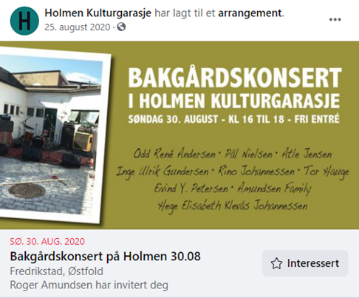 Holmen Kulturgarasje har lagt til et arrangement.
25. august 2020 ·
BAKGÅRDSKONSERT
I HOLMEN KULTURGARASJE
SØNDAG 30. AUGUST - KL 16 TIL 18 - FRI ENTRÉ
Odd René Andersen - Pål Nielsen - Atle Jensen
Inge Ulrik Gundersen - Rino Johannessen - Tor Hauge
Eivind Y. Petersen - Amundsen Family
Hege Elisabeth Klevås Johannessen
SØ. 30. AUG. 2020
Bakgårdskonsert på Holmen 30.08
Fredrikstad, Østfold
Roger Amundsen har invitert deg
Interessert